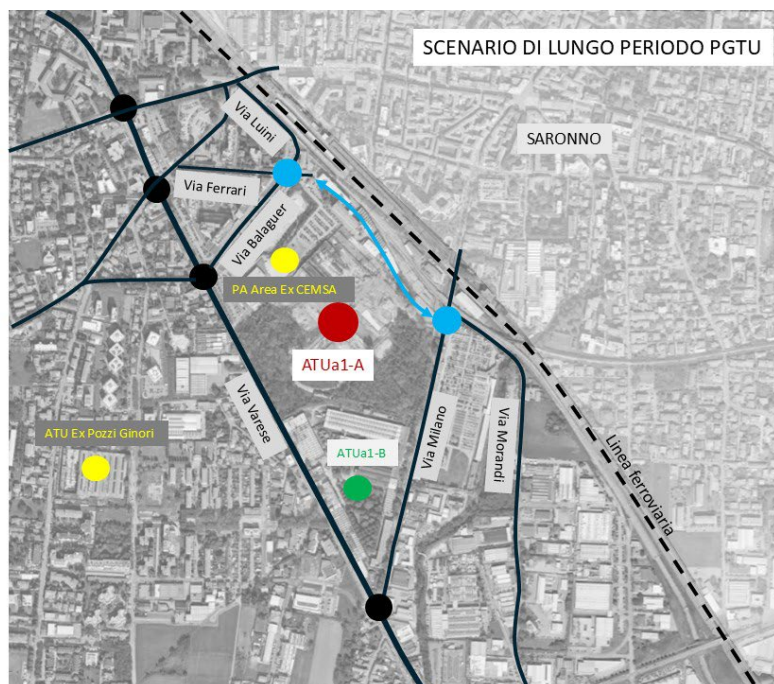 SCENARIO DI LUNGO PERIODO PGTU
SARONNO
Via Luini
Via Ferrari
Via Balaguer
PA Area Ex CEMSA
ATUa1-A
Via Varese
ATU Ex Pozzi Ginori
ATUa1-B
Via Milano
Via Morandi
Linea ferroviaria